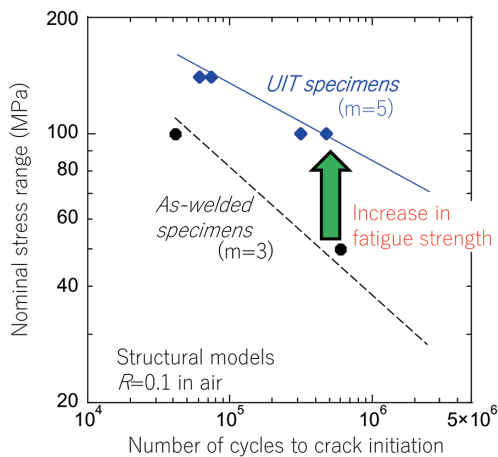 200
100
80
60
40
20
Nominal stress range (MPa)
UIT specimens
(m=5)
As-welded
specimens
(m=3)
Increase in
fatigue strength
Structural models
R=0.1 in air
10⁴
10⁵
10⁶
5×10⁶
Number of cycles to crack initiation